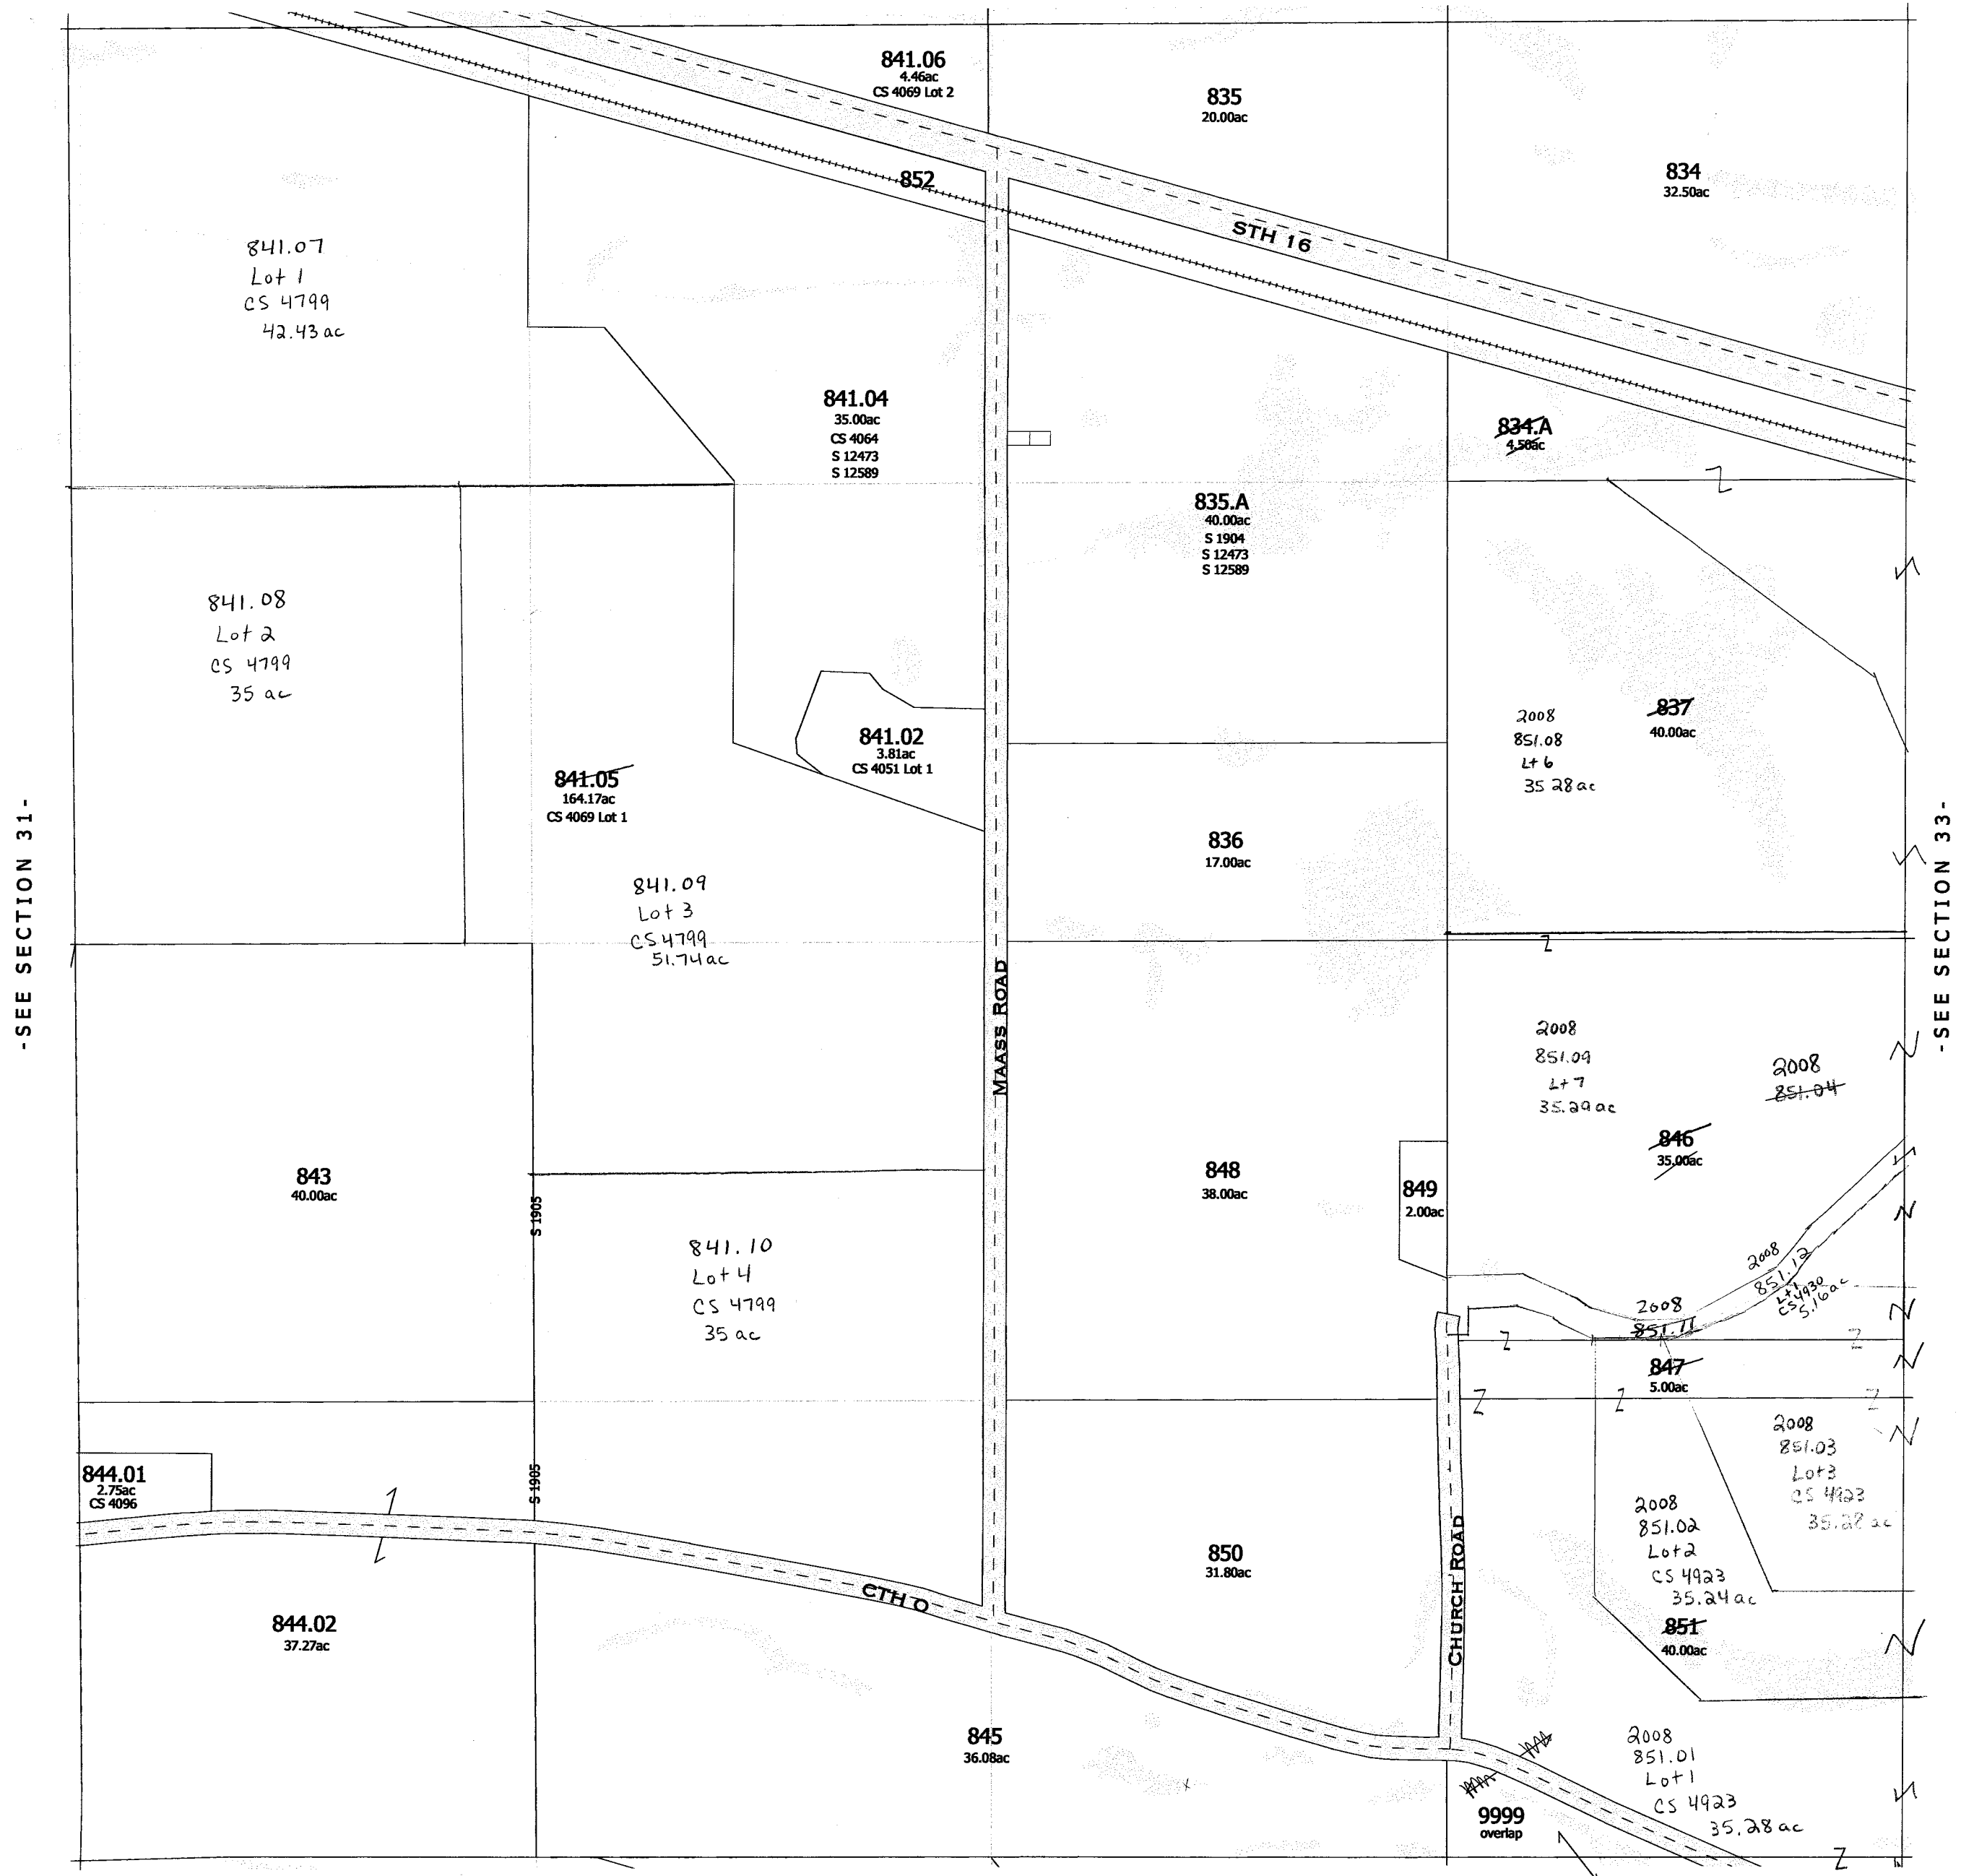 841.06
4.46ac
CS 4069 Lot 2
835
20.00ac
834
32.50ac
852
STH 16
841.07
Lot 1
CS 4799
42.43 ac
841.04
35.00ac
CS 4064
S 12473
S 12589
834.A
4.50ac
835.A
40.00ac
S 1904
S 12473
S 12589
841.08
Lot 2
CS 4799
35 ac
841.02
3.81ac
CS 4051 Lot 1
2008
851.08
Lt 6
35 28 ac
837
40.00ac
841.05
164.17ac
CS 4069 Lot 1
-SEE SECTION 31-
-SEE SECTION 33-
836
17.00ac
841.09
Lot 3
CS 4799
51.74 ac
MAASS ROAD
2008
851.09
Lt 7
35.29 ac
2008
851.04
846
35.00ac
843
40.00ac
S 1905
848
38.00ac
849
2.00ac
841.10
Lot 4
CS 4799
35 ac
2008
851.12
Lt 1
CS 4930
5.16 ac
2008
851.11
847
5.00ac
844.01
2.75ac
CS 4096
S 1905
2008
851.03
Lot 3
CS 4923
35.28 ac
2008
851.02
Lot 2
CS 4923
35.24 ac
851
40.00ac
850
31.80ac
CHURCH ROAD
CTH O
844.02
37.27ac
845
36.08ac
2008
851.01
Lot 1
CS 4923
35.28 ac
9999
overlap